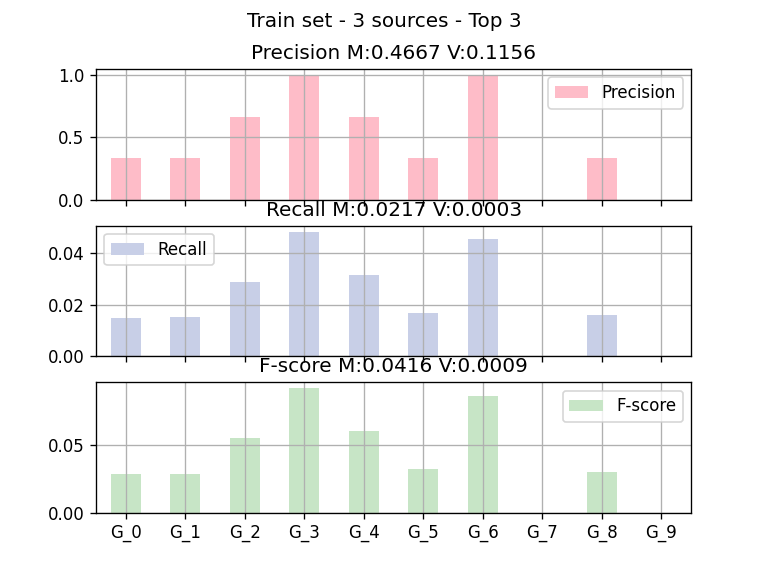 Train set - 3 sources - Top 3
Precision M:0.4667 V:0.1156
1.0
0.5
0.0
Precision
Recall M:0.0217 V:0.0003
0.04
0.02
0.00
Recall
F-score M:0.0416 V:0.0009
0.05
0.00
F-score
G_0 G_1 G_2 G_3 G_4 G_5 G_6 G_7 G_8 G_9